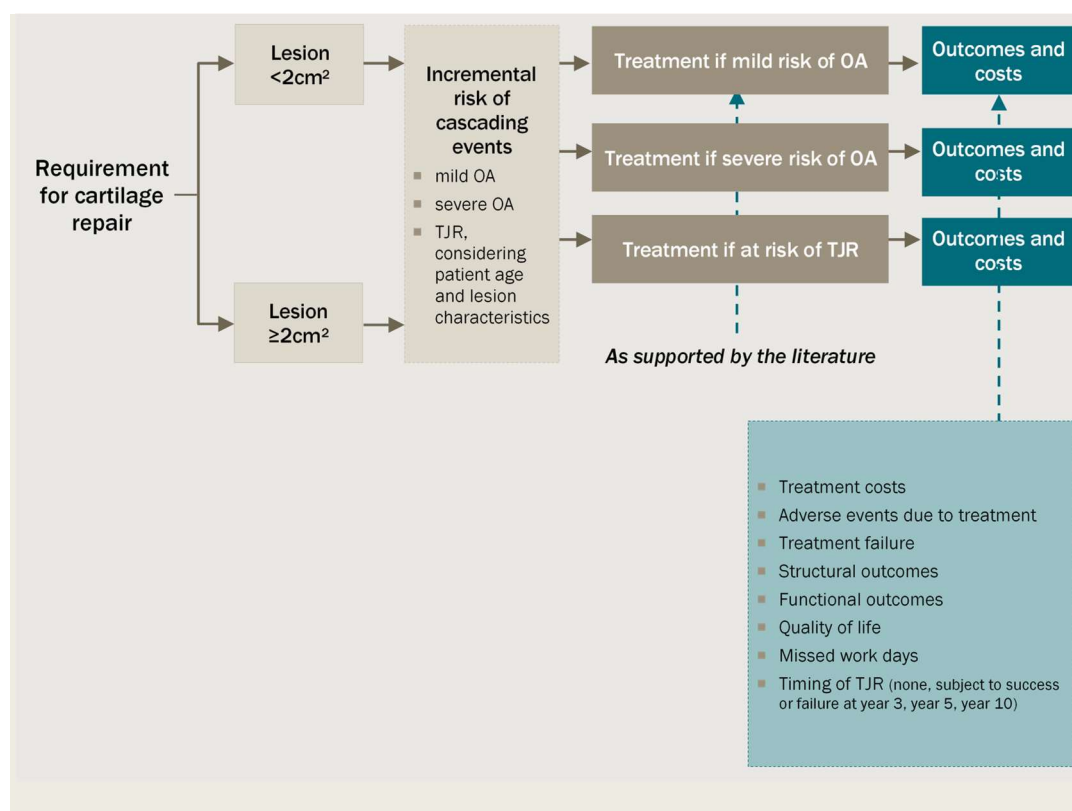 Requirement
for cartilage
repair
Lesion
<2cm²
Lesion
≥2cm²
Incremental
risk of
cascading
events
mild OA
severe OA
TJR,
considering
patient age
and lesion
characteristics
Treatment if mild risk of OA
Outcomes and
costs
Treatment if severe risk of OA
Outcomes and
costs
Treatment if at risk of TJR
Outcomes and
costs
As supported by the literature
Treatment costs
Adverse events due to treatment
Treatment failure
Structural outcomes
Functional outcomes
Quality of life
Missed work days
Timing of TJR (none, subject to success
or failure at year 3, year 5, year 10)